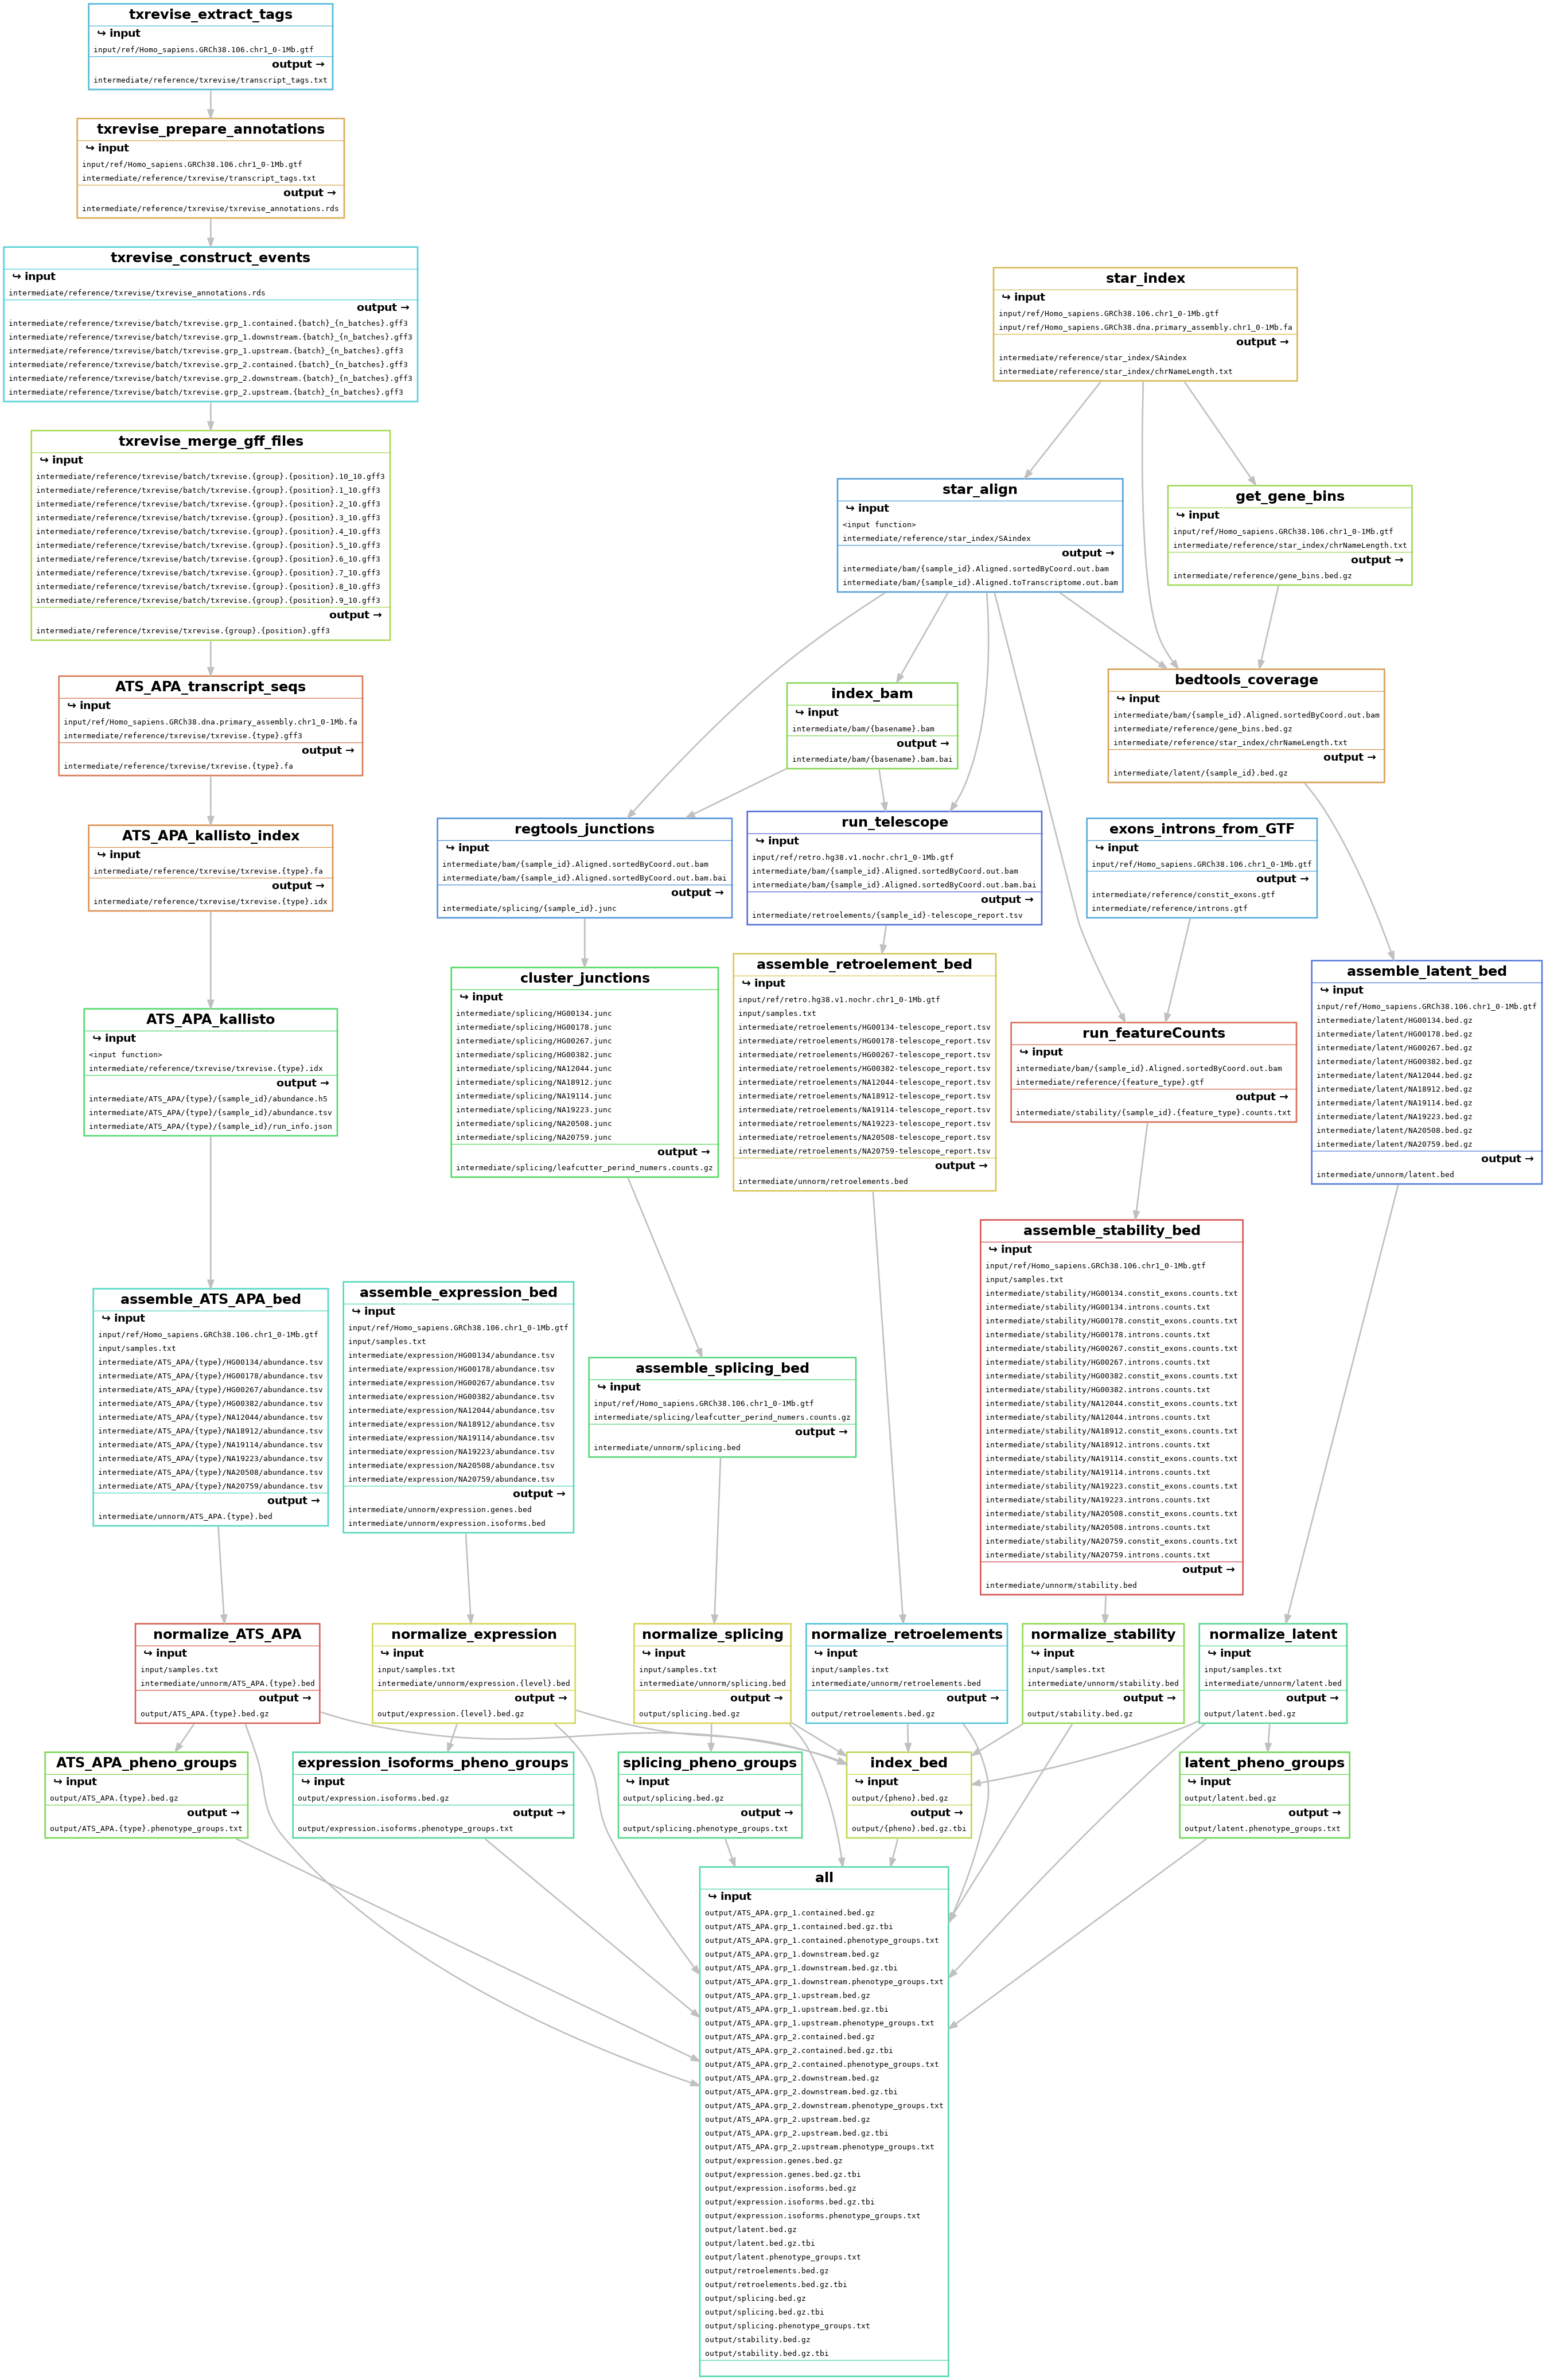 txrevise_extract_tags
↪ input
input/ref/Homo_sapiens.GRCh38.106.chr1_0-1Mb.gtf
output →
intermediate/reference/txrevise/transcript_tags.txt
txrevise_prepare_annotations
↪ input
input/ref/Homo_sapiens.GRCh38.106.chr1_0-1Mb.gtf
intermediate/reference/txrevise/transcript_tags.txt
output →
intermediate/reference/txrevise/txrevise_annotations.rds
txrevise_construct_events
↪ input
intermediate/reference/txrevise/txrevise_annotations.rds
output →
intermediate/reference/txrevise/batch/txrevise.grp_1.contained.{batch}_{n_batches}.gff3
intermediate/reference/txrevise/batch/txrevise.grp_1.downstream.{batch}_{n_batches}.gff3
intermediate/reference/txrevise/batch/txrevise.grp_1.upstream.{batch}_{n_batches}.gff3
intermediate/reference/txrevise/batch/txrevise.grp_2.contained.{batch}_{n_batches}.gff3
intermediate/reference/txrevise/batch/txrevise.grp_2.downstream.{batch}_{n_batches}.gff3
intermediate/reference/txrevise/batch/txrevise.grp_2.upstream.{batch}_{n_batches}.gff3
star_index
↪ input
input/ref/Homo_sapiens.GRCh38.106.chr1_0-1Mb.gtf
input/ref/Homo_sapiens.GRCh38.dna.primary_assembly.chr1_0-1Mb.fa
output →
intermediate/reference/star_index/SAindex
intermediate/reference/star_index/chrNameLength.txt
txrevise_merge_gff_files
↪ input
intermediate/reference/txrevise/batch/txrevise.{group}.{position}.10_10.gff3
intermediate/reference/txrevise/batch/txrevise.{group}.{position}.1_10.gff3
intermediate/reference/txrevise/batch/txrevise.{group}.{position}.2_10.gff3
intermediate/reference/txrevise/batch/txrevise.{group}.{position}.3_10.gff3
intermediate/reference/txrevise/batch/txrevise.{group}.{position}.4_10.gff3
intermediate/reference/txrevise/batch/txrevise.{group}.{position}.5_10.gff3
intermediate/reference/txrevise/batch/txrevise.{group}.{position}.6_10.gff3
intermediate/reference/txrevise/batch/txrevise.{group}.{position}.7_10.gff3
intermediate/reference/txrevise/batch/txrevise.{group}.{position}.8_10.gff3
intermediate/reference/txrevise/batch/txrevise.{group}.{position}.9_10.gff3
output →
intermediate/reference/txrevise/txrevise.{group}.{position}.gff3
star_align
↪ input
<input function>
intermediate/reference/star_index/SAindex
output →
intermediate/bam/{sample_id}.Aligned.sortedByCoord.out.bam
intermediate/bam/{sample_id}.Aligned.toTranscriptome.out.bam
get_gene_bins
↪ input
input/ref/Homo_sapiens.GRCh38.106.chr1_0-1Mb.gtf
intermediate/reference/star_index/chrNameLength.txt
output →
intermediate/reference/gene_bins.bed.gz
ATS_APA_transcript_seqs
↪ input
input/ref/Homo_sapiens.GRCh38.dna.primary_assembly.chr1_0-1Mb.fa
intermediate/reference/txrevise/txrevise.{type}.gff3
output →
intermediate/reference/txrevise/txrevise.{type}.fa
index_bam
↪ input
intermediate/bam/{basename}.bam
output →
intermediate/bam/{basename}.bam.bai
bedtools_coverage
↪ input
intermediate/bam/{sample_id}.Aligned.sortedByCoord.out.bam
intermediate/reference/gene_bins.bed.gz
intermediate/reference/star_index/chrNameLength.txt
output →
intermediate/latent/{sample_id}.bed.gz
ATS_APA_kallisto_index
↪ input
intermediate/reference/txrevise/txrevise.{type}.fa
output →
intermediate/reference/txrevise/txrevise.{type}.idx
regtools_junctions
↪ input
intermediate/bam/{sample_id}.Aligned.sortedByCoord.out.bam
intermediate/bam/{sample_id}.Aligned.sortedByCoord.out.bam.bai
output →
intermediate/splicing/{sample_id}.junc
run_telescope
↪ input
input/ref/retro.hg38.v1.nochr.chr1_0-1Mb.gtf
intermediate/bam/{sample_id}.Aligned.sortedByCoord.out.bam
intermediate/bam/{sample_id}.Aligned.sortedByCoord.out.bam.bai
output →
intermediate/retroelements/{sample_id}-telescope_report.tsv
exons_introns_from_GTF
↪ input
input/ref/Homo_sapiens.GRCh38.106.chr1_0-1Mb.gtf
output →
intermediate/reference/constit_exons.gtf
intermediate/reference/introns.gtf
ATS_APA_kallisto
↪ input
<input function>
intermediate/reference/txrevise/txrevise.{type}.idx
output →
intermediate/ATS_APA/{type}/{sample_id}/abundance.h5
intermediate/ATS_APA/{type}/{sample_id}/abundance.tsv
intermediate/ATS_APA/{type}/{sample_id}/run_info.json
cluster_junctions
↪ input
intermediate/splicing/HG00134.junc
intermediate/splicing/HG00178.junc
intermediate/splicing/HG00267.junc
intermediate/splicing/HG00382.junc
intermediate/splicing/NA12044.junc
intermediate/splicing/NA18912.junc
intermediate/splicing/NA19114.junc
intermediate/splicing/NA19223.junc
intermediate/splicing/NA20508.junc
intermediate/splicing/NA20759.junc
output →
intermediate/splicing/leafcutter_perind_numers.counts.gz
assemble_retroelement_bed
↪ input
input/ref/retro.hg38.v1.nochr.chr1_0-1Mb.gtf
input/samples.txt
intermediate/retroelements/HG00134-telescope_report.tsv
intermediate/retroelements/HG00178-telescope_report.tsv
intermediate/retroelements/HG00267-telescope_report.tsv
intermediate/retroelements/HG00382-telescope_report.tsv
intermediate/retroelements/NA12044-telescope_report.tsv
intermediate/retroelements/NA18912-telescope_report.tsv
intermediate/retroelements/NA19114-telescope_report.tsv
intermediate/retroelements/NA19223-telescope_report.tsv
intermediate/retroelements/NA20508-telescope_report.tsv
intermediate/retroelements/NA20759-telescope_report.tsv
output →
intermediate/unnorm/retroelements.bed
run_featureCounts
↪ input
intermediate/bam/{sample_id}.Aligned.sortedByCoord.out.bam
intermediate/reference/{feature_type}.gtf
output →
intermediate/stability/{sample_id}.{feature_type}.counts.txt
assemble_latent_bed
↪ input
input/ref/Homo_sapiens.GRCh38.106.chr1_0-1Mb.gtf
intermediate/latent/HG00134.bed.gz
intermediate/latent/HG00178.bed.gz
intermediate/latent/HG00267.bed.gz
intermediate/latent/HG00382.bed.gz
intermediate/latent/NA12044.bed.gz
intermediate/latent/NA18912.bed.gz
intermediate/latent/NA19114.bed.gz
intermediate/latent/NA19223.bed.gz
intermediate/latent/NA20508.bed.gz
intermediate/latent/NA20759.bed.gz
output →
intermediate/unnorm/latent.bed
assemble_ATS_APA_bed
↪ input
input/ref/Homo_sapiens.GRCh38.106.chr1_0-1Mb.gtf
input/samples.txt
intermediate/ATS_APA/{type}/HG00134/abundance.tsv
intermediate/ATS_APA/{type}/HG00178/abundance.tsv
intermediate/ATS_APA/{type}/HG00267/abundance.tsv
intermediate/ATS_APA/{type}/HG00382/abundance.tsv
intermediate/ATS_APA/{type}/NA12044/abundance.tsv
intermediate/ATS_APA/{type}/NA18912/abundance.tsv
intermediate/ATS_APA/{type}/NA19114/abundance.tsv
intermediate/ATS_APA/{type}/NA19223/abundance.tsv
intermediate/ATS_APA/{type}/NA20508/abundance.tsv
intermediate/ATS_APA/{type}/NA20759/abundance.tsv
output →
intermediate/unnorm/ATS_APA.{type}.bed
assemble_expression_bed
↪ input
input/ref/Homo_sapiens.GRCh38.106.chr1_0-1Mb.gtf
input/samples.txt
intermediate/expression/HG00134/abundance.tsv
intermediate/expression/HG00178/abundance.tsv
intermediate/expression/HG00267/abundance.tsv
intermediate/expression/HG00382/abundance.tsv
intermediate/expression/NA12044/abundance.tsv
intermediate/expression/NA18912/abundance.tsv
intermediate/expression/NA19114/abundance.tsv
intermediate/expression/NA19223/abundance.tsv
intermediate/expression/NA20508/abundance.tsv
intermediate/expression/NA20759/abundance.tsv
output →
intermediate/unnorm/expression.genes.bed
intermediate/unnorm/expression.isoforms.bed
assemble_splicing_bed
↪ input
input/ref/Homo_sapiens.GRCh38.106.chr1_0-1Mb.gtf
intermediate/splicing/leafcutter_perind_numers.counts.gz
output →
intermediate/unnorm/splicing.bed
assemble_stability_bed
↪ input
input/ref/Homo_sapiens.GRCh38.106.chr1_0-1Mb.gtf
input/samples.txt
intermediate/stability/HG00134.constit_exons.counts.txt
intermediate/stability/HG00134.introns.counts.txt
intermediate/stability/HG00178.constit_exons.counts.txt
intermediate/stability/HG00178.introns.counts.txt
intermediate/stability/HG00267.constit_exons.counts.txt
intermediate/stability/HG00267.introns.counts.txt
intermediate/stability/HG00382.constit_exons.counts.txt
intermediate/stability/HG00382.introns.counts.txt
intermediate/stability/NA12044.constit_exons.counts.txt
intermediate/stability/NA12044.introns.counts.txt
intermediate/stability/NA18912.constit_exons.counts.txt
intermediate/stability/NA18912.introns.counts.txt
intermediate/stability/NA19114.constit_exons.counts.txt
intermediate/stability/NA19114.introns.counts.txt
intermediate/stability/NA19223.constit_exons.counts.txt
intermediate/stability/NA19223.introns.counts.txt
intermediate/stability/NA20508.constit_exons.counts.txt
intermediate/stability/NA20508.introns.counts.txt
intermediate/stability/NA20759.constit_exons.counts.txt
intermediate/stability/NA20759.introns.counts.txt
output →
intermediate/unnorm/stability.bed
normalize_ATS_APA
↪ input
input/samples.txt
intermediate/unnorm/ATS_APA.{type}.bed
output →
output/ATS_APA.{type}.bed.gz
normalize_expression
↪ input
input/samples.txt
intermediate/unnorm/expression.{level}.bed
output →
output/expression.{level}.bed.gz
normalize_splicing
↪ input
input/samples.txt
intermediate/unnorm/splicing.bed
output →
output/splicing.bed.gz
normalize_retroelements
↪ input
input/samples.txt
intermediate/unnorm/retroelements.bed
output →
output/retroelements.bed.gz
normalize_stability
↪ input
input/samples.txt
intermediate/unnorm/stability.bed
output →
output/stability.bed.gz
normalize_latent
↪ input
input/samples.txt
intermediate/unnorm/latent.bed
output →
output/latent.bed.gz
ATS_APA_pheno_groups
↪ input
output/ATS_APA.{type}.bed.gz
output →
output/ATS_APA.{type}.phenotype_groups.txt
expression_isoforms_pheno_groups
↪ input
output/expression.isoforms.bed.gz
output →
output/expression.isoforms.phenotype_groups.txt
splicing_pheno_groups
↪ input
output/splicing.bed.gz
output →
output/splicing.phenotype_groups.txt
index_bed
↪ input
output/{pheno}.bed.gz
output →
output/{pheno}.bed.gz.tbi
latent_pheno_groups
↪ input
output/latent.bed.gz
output →
output/latent.phenotype_groups.txt
all
↪ input
output/ATS_APA.grp_1.contained.bed.gz
output/ATS_APA.grp_1.contained.bed.gz.tbi
output/ATS_APA.grp_1.contained.phenotype_groups.txt
output/ATS_APA.grp_1.downstream.bed.gz
output/ATS_APA.grp_1.downstream.bed.gz.tbi
output/ATS_APA.grp_1.downstream.phenotype_groups.txt
output/ATS_APA.grp_1.upstream.bed.gz
output/ATS_APA.grp_1.upstream.bed.gz.tbi
output/ATS_APA.grp_1.upstream.phenotype_groups.txt
output/ATS_APA.grp_2.contained.bed.gz
output/ATS_APA.grp_2.contained.bed.gz.tbi
output/ATS_APA.grp_2.contained.phenotype_groups.txt
output/ATS_APA.grp_2.downstream.bed.gz
output/ATS_APA.grp_2.downstream.bed.gz.tbi
output/ATS_APA.grp_2.downstream.phenotype_groups.txt
output/ATS_APA.grp_2.upstream.bed.gz
output/ATS_APA.grp_2.upstream.bed.gz.tbi
output/ATS_APA.grp_2.upstream.phenotype_groups.txt
output/expression.genes.bed.gz
output/expression.genes.bed.gz.tbi
output/expression.isoforms.bed.gz
output/expression.isoforms.bed.gz.tbi
output/expression.isoforms.phenotype_groups.txt
output/latent.bed.gz
output/latent.bed.gz.tbi
output/latent.phenotype_groups.txt
output/retroelements.bed.gz
output/retroelements.bed.gz.tbi
output/splicing.bed.gz
output/splicing.bed.gz.tbi
output/splicing.phenotype_groups.txt
output/stability.bed.gz
output/stability.bed.gz.tbi